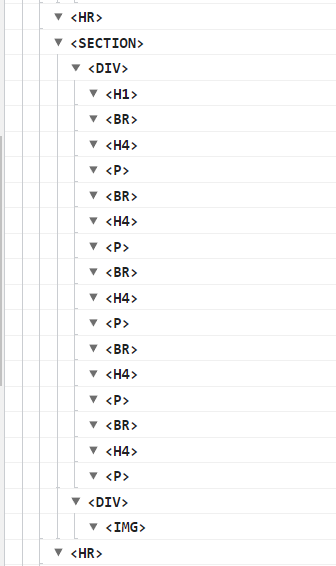 <HR>
<SECTION>
<DIV>
<H1>
<BR>
<H4>
<P>
<BR>
<H4>
<P>
<BR>
<H4>
<P>
<BR>
<H4>
<P>
<BR>
<H4>
<P>
<DIV>
<IMG>
<HR>